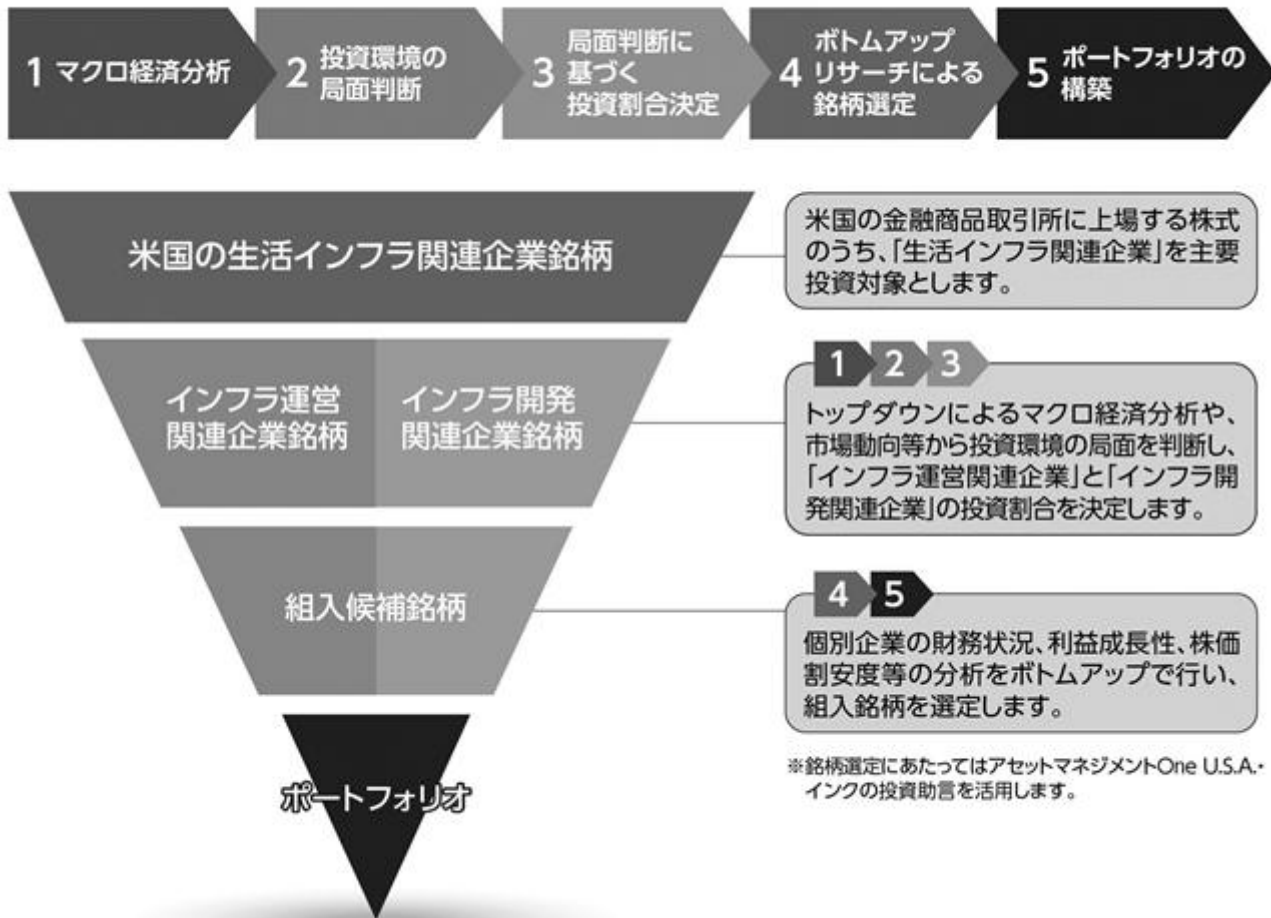 1 マクロ経済分析
2 投資環境の
局面判断
3 局面判断に
基づく
投資割合決定
4 ボトムアップ
リサーチによる
銘柄選定
5 ポートフォリオの
構築
米国の生活インフラ関連企業銘柄
米国の金融商品取引所に上場する株式
のうち、「生活インフラ関連企業」を主要
投資対象とします。
インフラ運営
関連企業銘柄
インフラ開発
関連企業銘柄
1 2 3
トップダウンによるマクロ経済分析や、
市場動向等から投資環境の局面を判断し、
「インフラ運営関連企業」と「インフラ開
発関連企業」の投資割合を決定します。
組入候補銘柄
4 5
個別企業の財務状況、利益成長性、株価
割安度等の分析をボトムアップで行い、
組入銘柄を選定します。
※銘柄選定にあたってはアセットマネジメントOne U.S.A.・
インクの投資助言を活用します。
ポートフォリオ